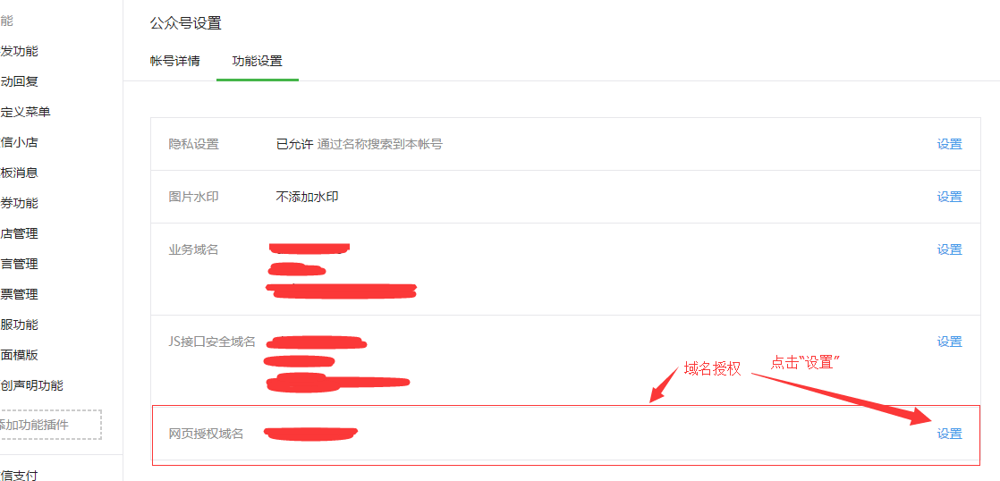 能
发功能
动回复
定义菜单
信小店
板消息
券功能
店管理
言管理
票管理
服功能
面模版
创声明功能
添加功能插件
信支付
公众号设置
帐号详情 功能设置
隐私设置 已允许 通过名称搜索到本帐号 设置
图片水印 不添加水印 设置
业务域名 设置
JS接口安全域名 设置
域名授权 点击“设置”
网页授权域名 设置